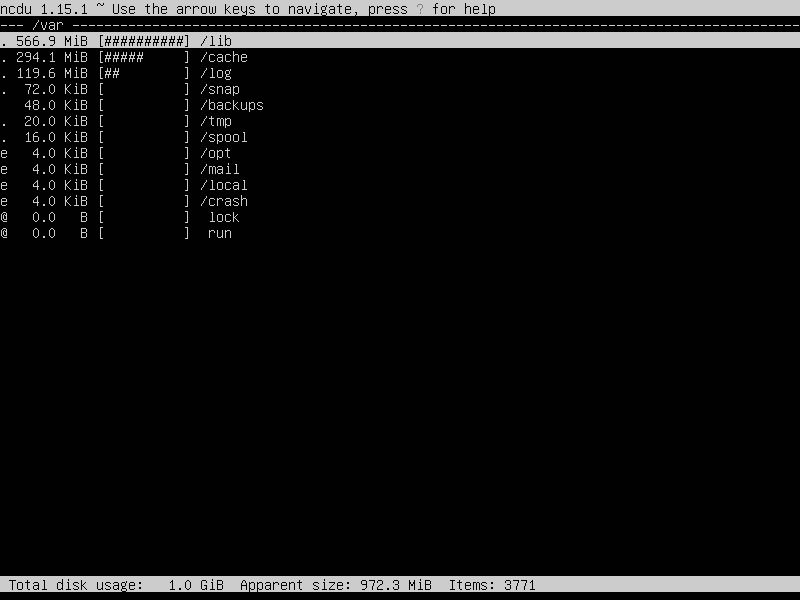 ncdu 1.15.1 ~ Use the arrow keys to navigate, press ? for help
--- /var -------------------------------------------------------------------------------------------
. 566.9 MiB [##########] /lib
. 294.1 MiB [#####     ] /cache
. 119.6 MiB [##        ] /log
.  72.0 KiB [          ] /snap
   48.0 KiB [          ] /backups
.  20.0 KiB [          ] /tmp
.  16.0 KiB [          ] /spool
e   4.0 KiB [          ] /opt
e   4.0 KiB [          ] /mail
e   4.0 KiB [          ] /local
e   4.0 KiB [          ] /crash
@   0.0   B [          ]  lock
@   0.0   B [          ]  run
Total disk usage:   1.0 GiB  Apparent size: 972.3 MiB  Items: 3771